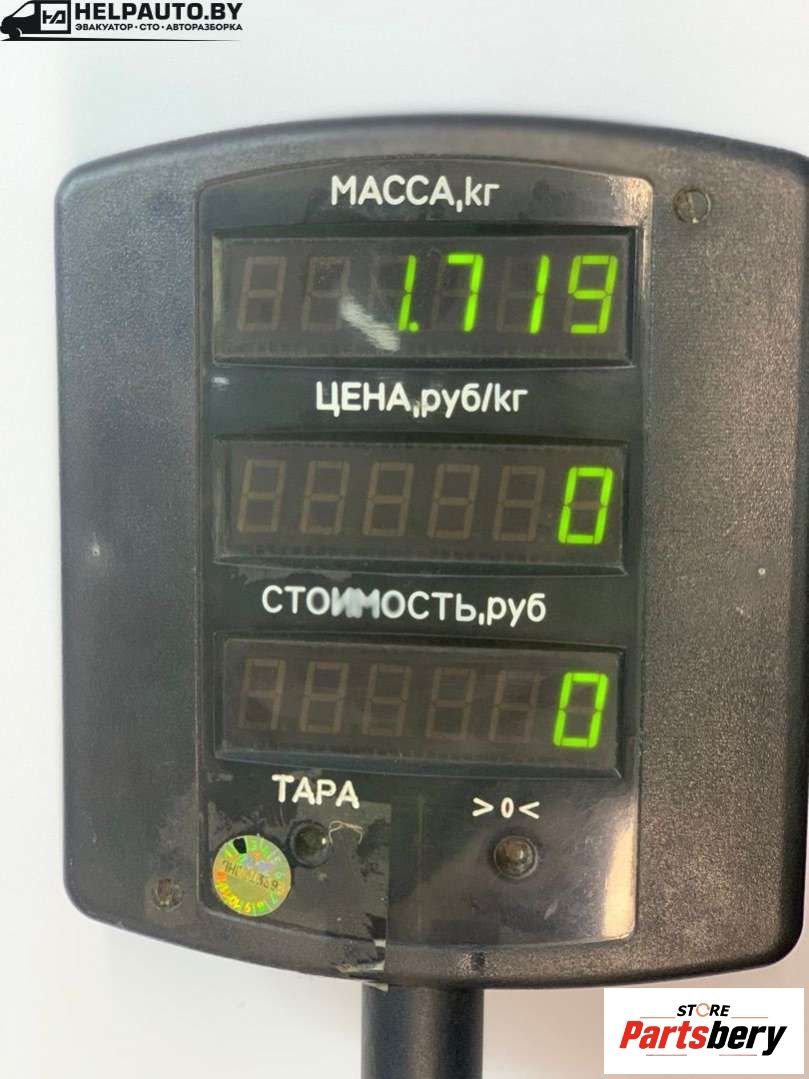 HELPAUTO.BY
ЭВАКУАТОР • СТО • АВТОРАЗБОРКА
МАССА,кг
1.719
ЦЕНА,руб/кг
0
СТОИМОСТЬ,руб
0
ТАРА >0<
STORE
Partsbery